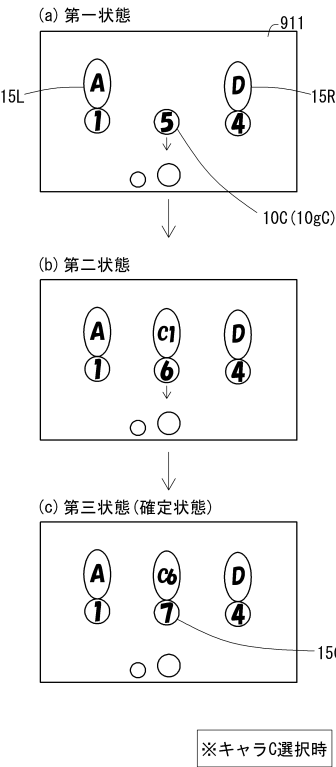 (a) 第一状態
911
A D
15L 15R
1 5 4
10C(10gC)
(b) 第二状態
A C1 D
1 6 4
(c) 第三状態(確定状態)
A C6 D
1 7 4
※キャラC選択時